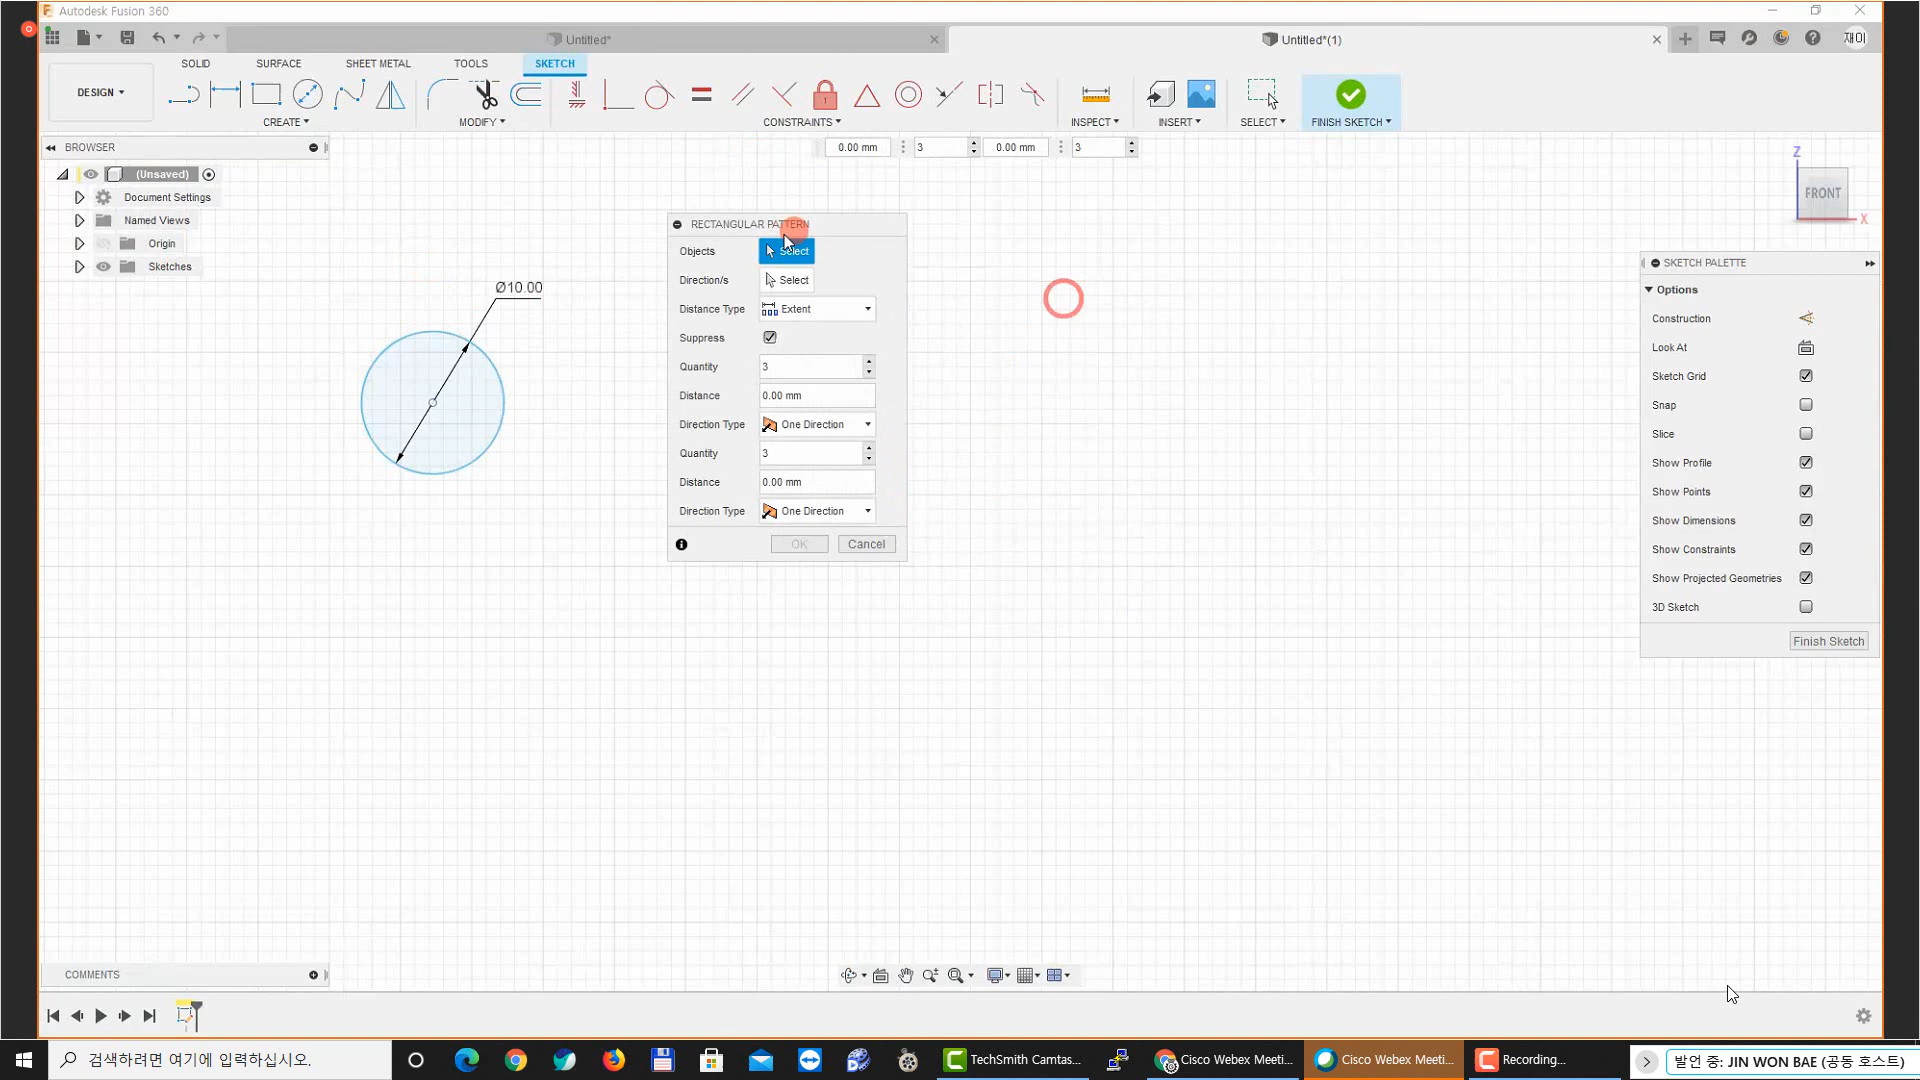 Autodesk Fusion 360
Untitled*
Untitled*(1)
재이
SOLID
SURFACE
SHEET METAL
TOOLS
SKETCH
DESIGN
CREATE
MODIFY
CONSTRAINTS
INSPECT
INSERT
SELECT
FINISH SKETCH
BROWSER
0.00 mm
3
0.00 mm
3
(Unsaved)
Document Settings
Named Views
Origin
Sketches
Z
FRONT
X
Ø10.00
RECTANGULAR PATTERN
Objects Select
Direction/s Select
Distance Type Extent
Suppress
Quantity 3
Distance 0.00 mm
Direction Type One Direction
Quantity 3
Distance 0.00 mm
Direction Type One Direction
OK Cancel
SKETCH PALETTE
Options
Construction
Look At
Sketch Grid
Snap
Slice
Show Profile
Show Points
Show Dimensions
Show Constraints
Show Projected Geometries
3D Sketch
Finish Sketch
COMMENTS
검색하려면 여기에 입력하십시오.
TechSmith Camtas...
Cisco Webex Meeti...
Cisco Webex Meeti...
Recording...
발언 중: JIN WON BAE (공동 호스트)